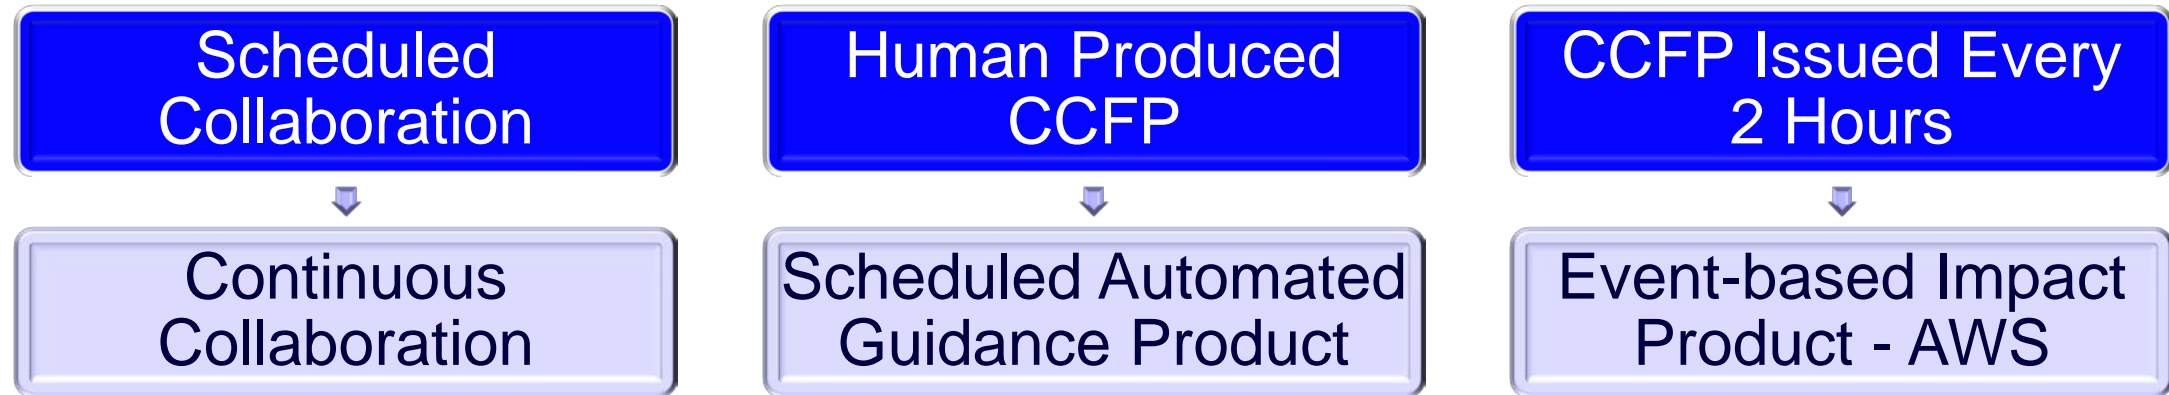 Scheduled
Collaboration
Continuous
Collaboration
Human Produced
CCFP
Scheduled Automated
Guidance Product
CCFP Issued Every
2 Hours
Event-based Impact
Product - AWS